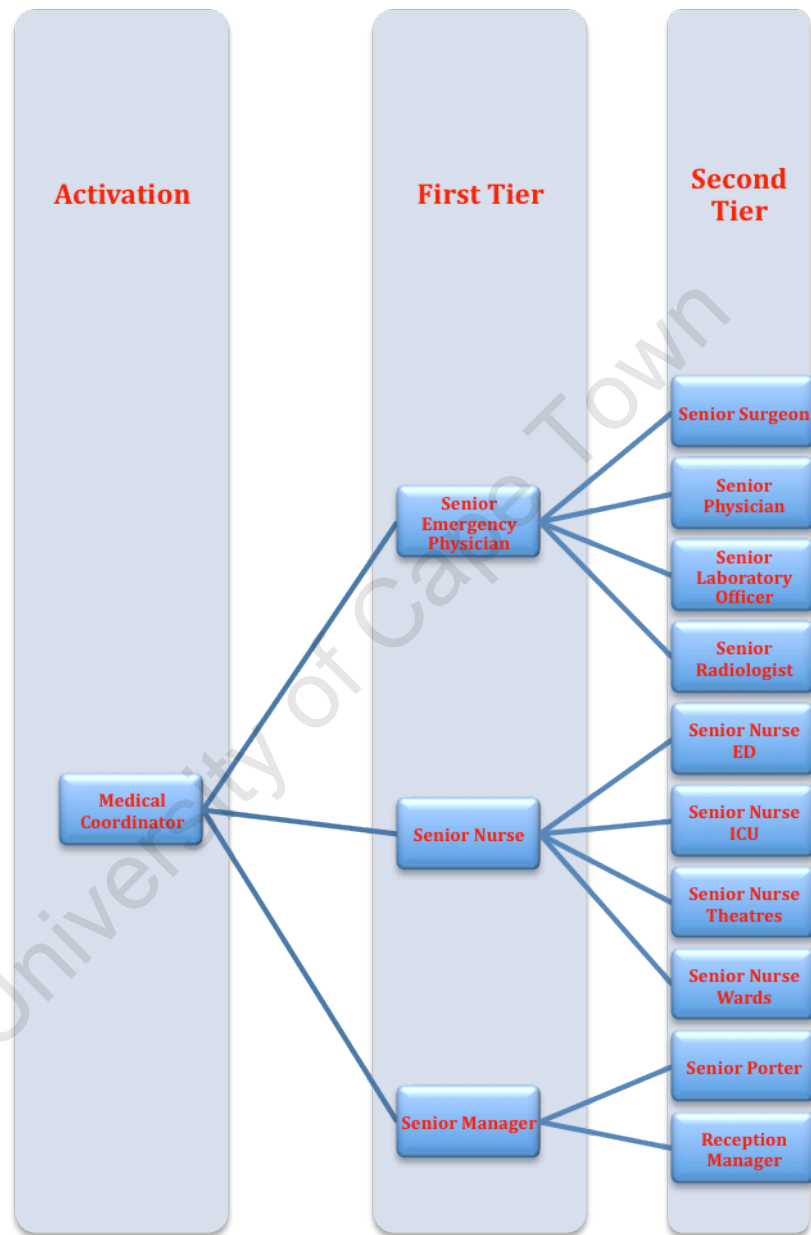 Activation
First Tier
Second
Tier
Senior Surgeon
Senior
Emergency
Physician
Senior
Physician
Senior
Laboratory
Officer
Senior
Radiologist
Senior Nurse
ED
Medical
Coordinator
Senior Nurse
Senior Nurse
ICU
Senior Nurse
Theatres
Senior Nurse
Wards
Senior Manager
Senior Porter
Reception
Manager
University of Cape Town